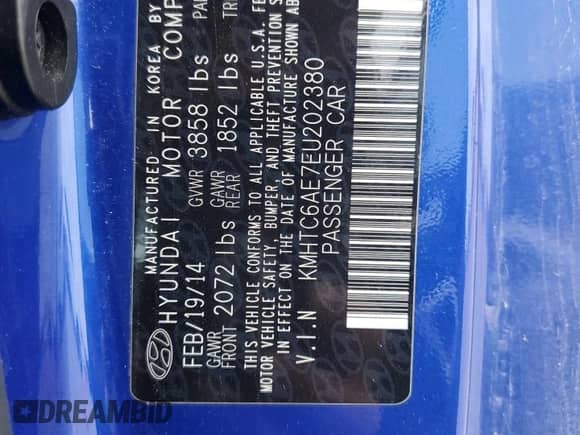 MANUFACTURED IN KOREA BY
HYUNDAI MOTOR COMP
FEB/19/14 GVWR 3858 lbs
GAWR FRONT 2072 lbs GAWR REAR 1852 lbs
THIS VEHICLE CONFORMS TO ALL APPLICABLE U.S.A. FE
MOTOR VEHICLE SAFETY, BUMPER, AND THEFT PREVENTION S
IN EFFECT ON THE DATE OF MANUFACTURE SHOWN ABO
V.I.N KMHTC6AE7EU202380
PASSENGER CAR
DREAMBID